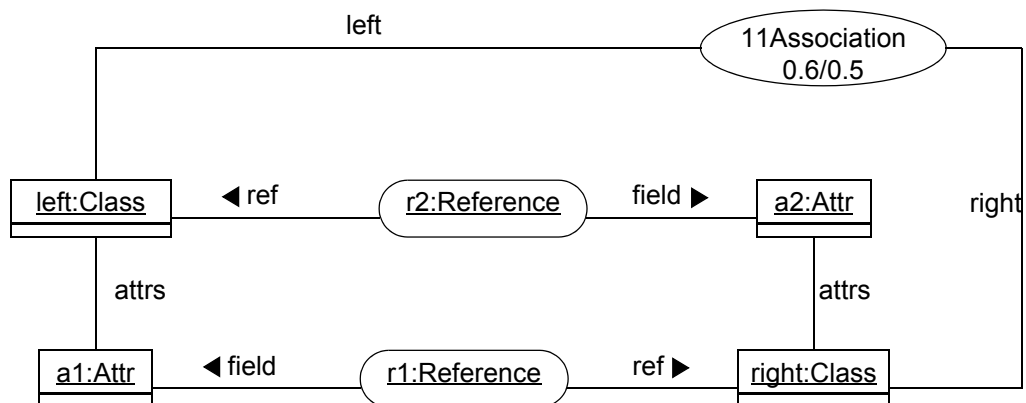 left
11Association
0.6/0.5
left:Class
ref
r2:Reference
field
a2:Attr
right
attrs
attrs
a1:Attr
field
r1:Reference
ref
right:Class